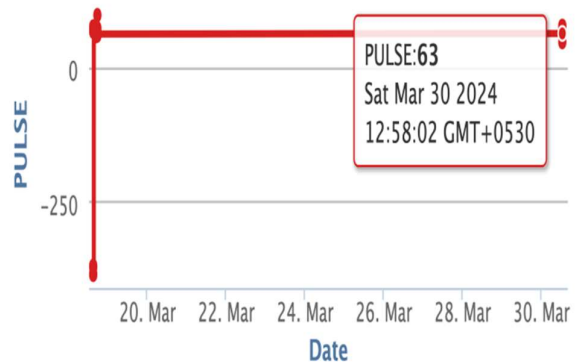 PULSE
0
−250
PULSE:63
Sat Mar 30 2024
12:58:02 GMT+0530
20. Mar 22. Mar 24. Mar 26. Mar 28. Mar 30. Mar
Date